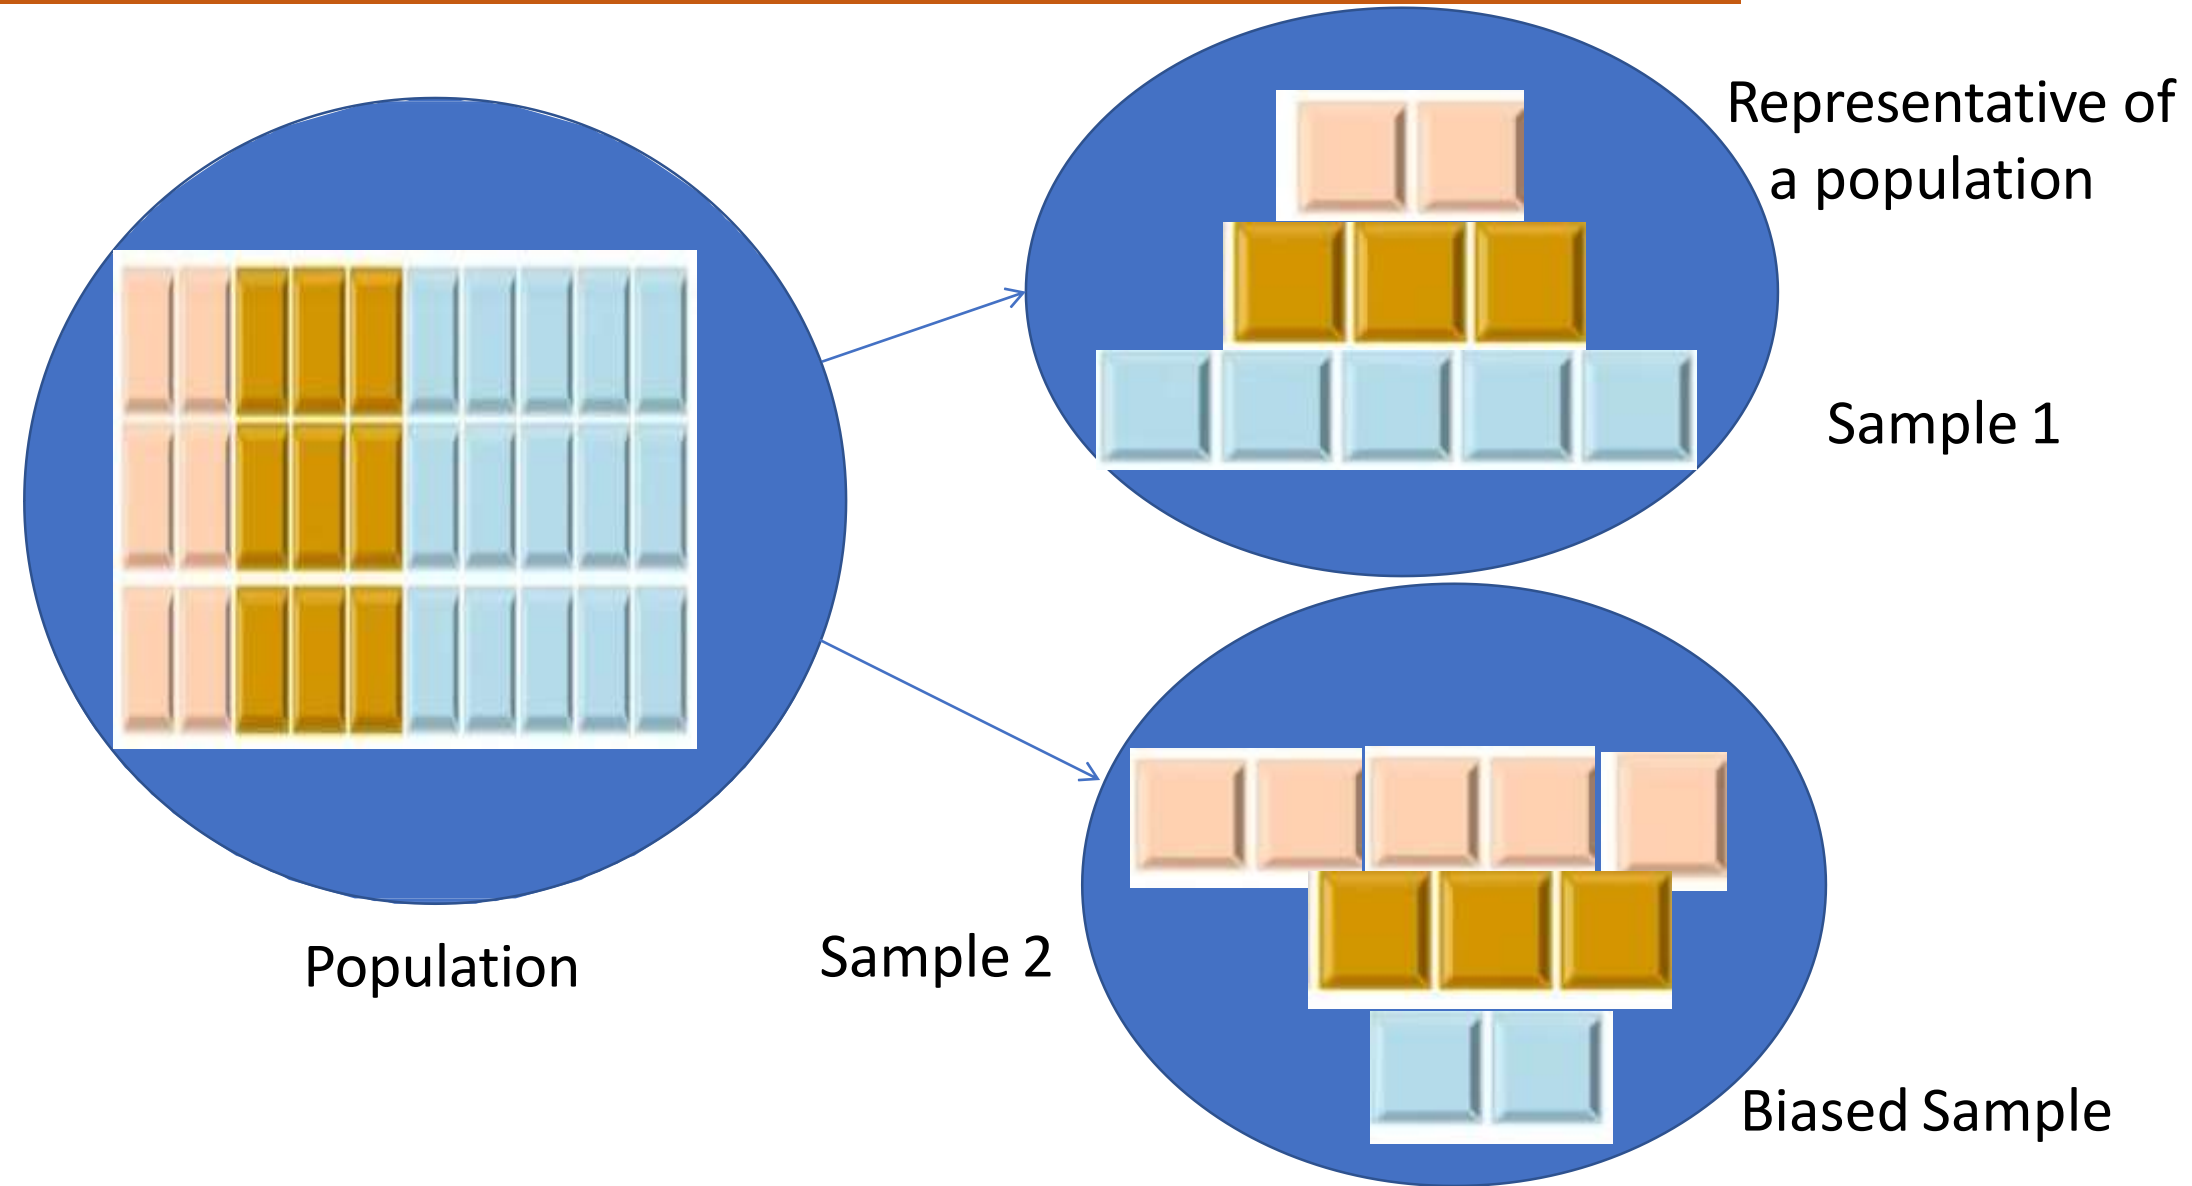 Representative of
a population
Sample 1
Population
Sample 2
Biased Sample